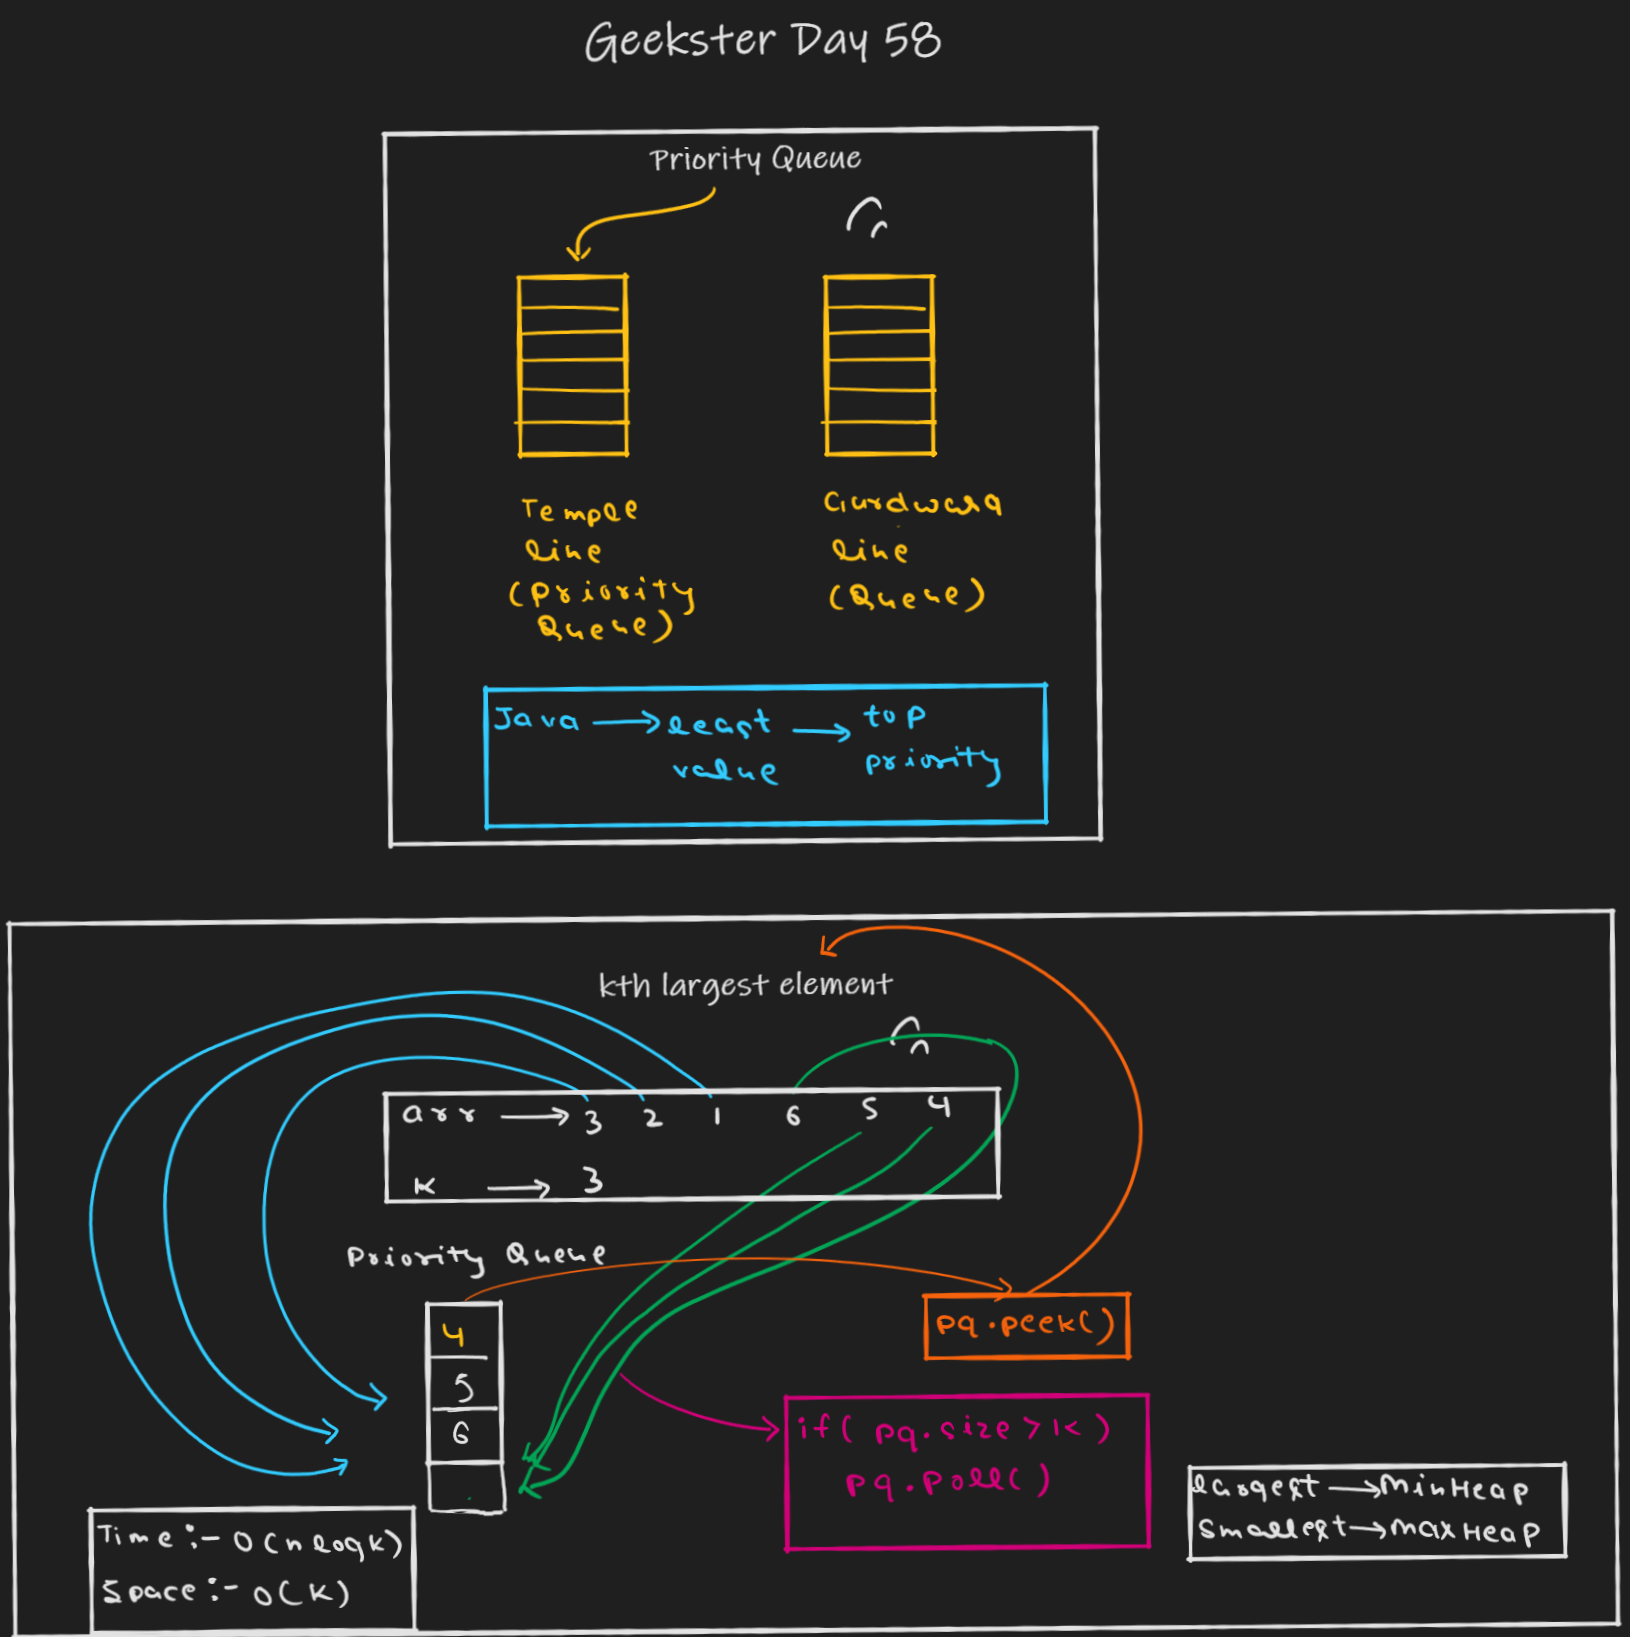 Geekster Day 58
Priority Queue
Temple
line
(Priority
Queue)
Gurdwara
line
(Queue)
Java → least → top
value priority
kth largest element
arr → 3 2 1 6 5 4
K → 3
Priority Queue
4
5
6
pq.peek()
if( pq.size > K )
pq.poll()
largest → MinHeap
Smallest → MaxHeap
Time :- O(n logk)
Space :- O(K)